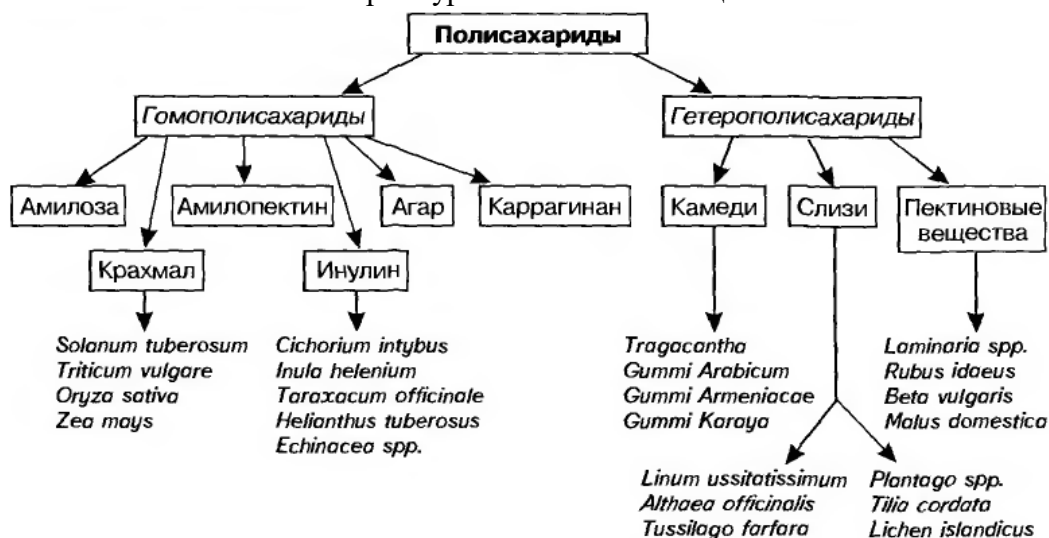 Полисахариды
Гомополисахариды
Гетерополисахариды
Амилоза
Амилопектин
Агар
Каррагинан
Камеди
Слизи
Пектиновые
вещества
Крахмал
Инулин
Solanum tuberosum
Triticum vulgare
Oryza sativa
Zea mays
Cichorium intybus
Inula helenium
Taraxacum officinale
Helianthus tuberosus
Echinacea spp.
Tragacantha
Gummi Arabicum
Gummi Armeniacae
Gummi Karaya
Laminaria spp.
Rubus idaeus
Beta vulgaris
Malus domestica
Linum ussitatissimum
Althaea officinalis
Tussilago farfara
Plantago spp.
Tilia cordata
Lichen islandicus